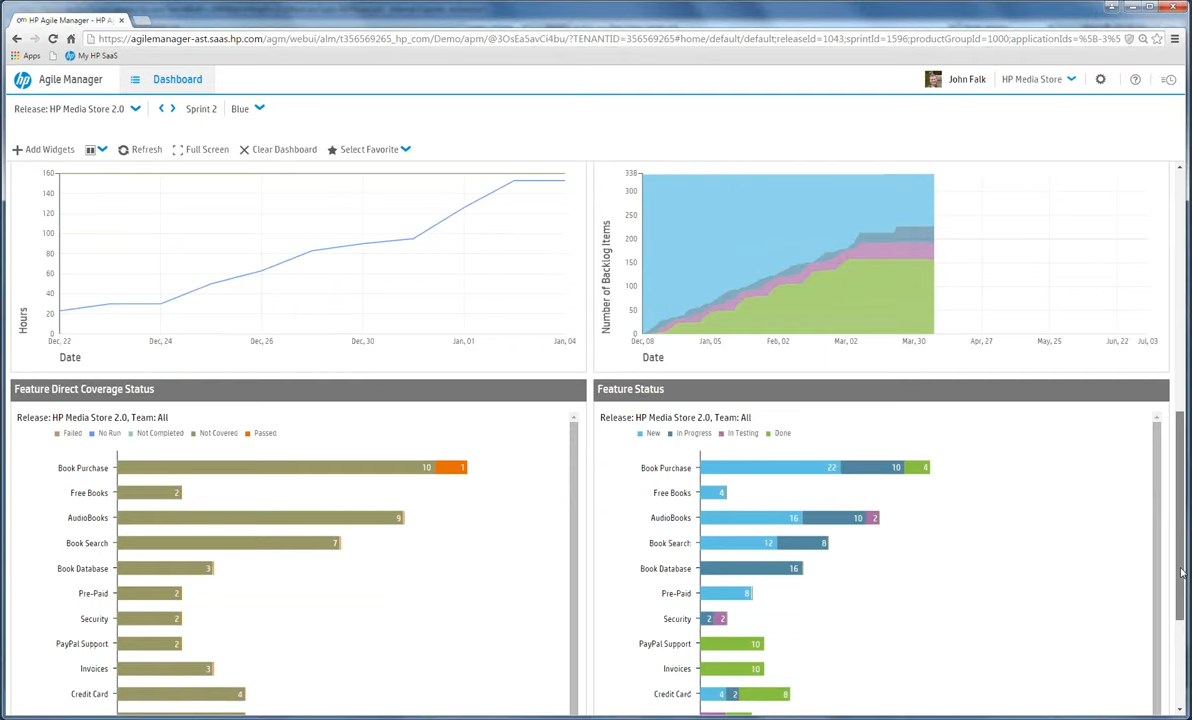 HP Agile Manager - HP A
https://agilemanager-ast.saas.hp.com/agm/webui/alm/t356569265_hp_com/Demo/apm/@3OsEa5avCi4bu/?TENANTID=356569265#home/default/default;releaseId=1043;sprintId=1596;productGroupId=1000;applicationIds=%5B-3%5
Apps My HP SaaS
hp Agile Manager Dashboard John Falk HP Media Store
Release: HP Media Store 2.0 Sprint 2 Blue
Add Widgets Refresh Full Screen Clear Dashboard Select Favorite
160
140
120
100
80
60
40
20
0
Hours
Dec, 22 Dec, 24 Dec, 26 Dec, 30 Jan, 01 Jan, 04
Date
338
300
250
200
150
100
50
0
Number of Backlog Items
Dec, 08 Jan, 05 Feb, 02 Mar, 02 Mar, 30 Apr, 27 May, 25 Jun, 22 Jul, 03
Date
Feature Direct Coverage Status
Release: HP Media Store 2.0, Team: All
Failed No Run Not Completed Not Covered Passed
Book Purchase 10 1
Free Books 2
AudioBooks 9
Book Search 7
Book Database 3
Pre-Paid 2
Security 2
PayPal Support 2
Invoices 3
Credit Card 4
Feature Status
Release: HP Media Store 2.0, Team: All
New In Progress In Testing Done
Book Purchase 22 10 4
Free Books 4
AudioBooks 16 10 2
Book Search 12 8
Book Database 16
Pre-Paid 8
Security 2 2
PayPal Support 10
Invoices 10
Credit Card 4 2 8